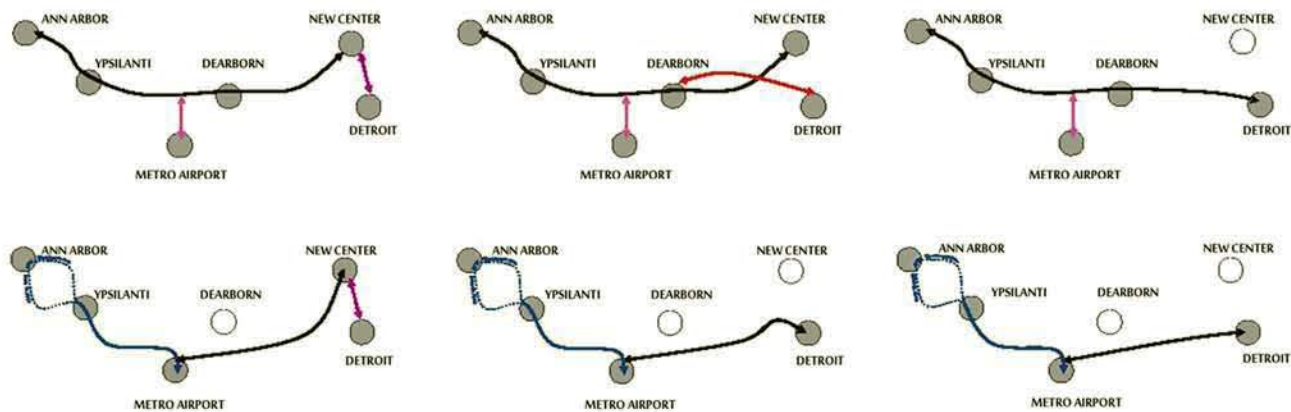 ANN ARBOR
NEW CENTER
YPSILANTI
DEARBORN
DETROIT
METRO AIRPORT
ANN ARBOR
NEW CENTER
YPSILANTI
DEARBORN
DETROIT
METRO AIRPORT
ANN ARBOR
NEW CENTER
YPSILANTI
DEARBORN
DETROIT
METRO AIRPORT
ANN ARBOR
NEW CENTER
YPSILANTI
DEARBORN
DETROIT
METRO AIRPORT
ANN ARBOR
NEW CENTER
YPSILANTI
DEARBORN
DETROIT
METRO AIRPORT
ANN ARBOR
NEW CENTER
YPSILANTI
DEARBORN
DETROIT
METRO AIRPORT